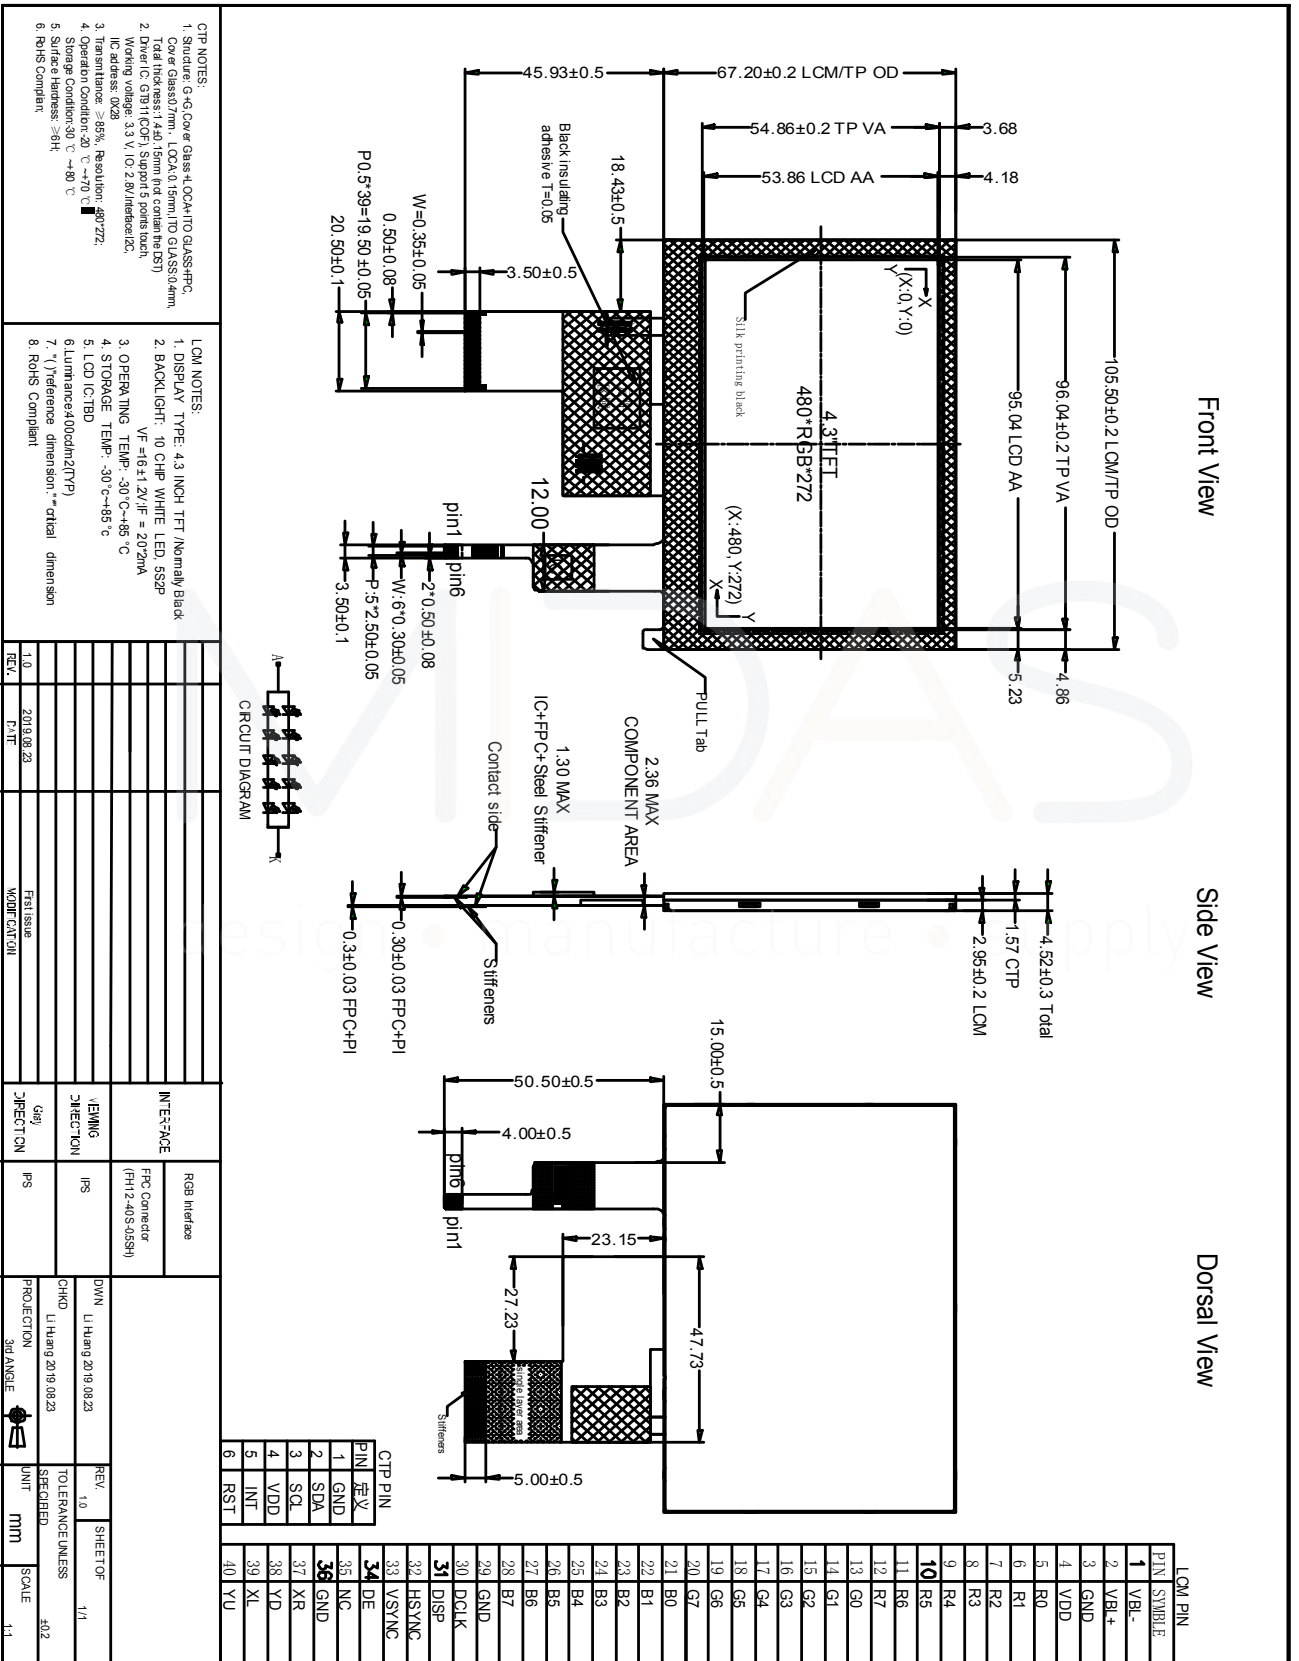 Front View
Side View
Dorsal View
105.50±0.2 LCM/TP OD
96.04±0.2 TP VA
95.04 LCD AA
4.86
5.23
67.20±0.2 LCM/TP OD
45.93±0.5
54.86±0.2 TP VA
3.68
53.86 LCD AA
4.18
18.43±0.5
Black insulating
adhesive T=0.05
(X:0,Y:0)
X
Y
Silk printing black
4.3"TFT
480*RGB*272
(X:480,Y:272)
X
Y
3.50±0.5
W=0.35±0.05
0.50±0.08
P0.5*39=19.50±0.05
20.50±0.1
12.00
pin1
pin6
2*0.50±0.08
W:6*0.30±0.05
P:5*2.50±0.05
3.50±0.1
PULL Tab
2.36 MAX
COMPONENT AREA
1.30 MAX
IC+FPC+Steel Stiffener
Contact side
Stiffeners
0.30±0.03 FPC+PI
0.3±0.03 FPC+PI
4.52±0.3 Total
1.57 CTP
2.95±0.2 LCM
15.00±0.5
50.50±0.5
4.00±0.5
pin6
pin1
23.15
27.23
47.73
single layer area
Stiffeners
5.00±0.5
A
K
CIRCUIT DIAGRAM
MIDAS
design • manufacture • supply
CTP PIN
PIN 定义
1 GND
2 SDA
3 SCL
4 VDD
5 INT
6 RST
LCM PIN
PIN SYMBLE
1 VBL-
2 VBL+
3 GND
4 VDD
5 R0
6 R1
7 R2
8 R3
9 R4
10 R5
11 R6
12 R7
13 G0
14 G1
15 G2
16 G3
17 G4
18 G5
19 G6
20 G7
21 B0
22 B1
23 B2
24 B3
25 B4
26 B5
27 B6
28 B7
29 GND
30 DCLK
31 DISP
32 HSYNC
33 VSYNC
34 DE
35 NC
36 GND
37 XR
38 YD
39 XL
40 YU
CTP NOTES:
1. Structure: G+G,Cover Glass+LOCA+ITO GLASS+FPC,
Cover Glass:0.7mm, LOCA:0.15mm,ITO GLASS:0.4mm,
Total thickness:1.4±0.15mm (not contain the DST)
2. Driver IC: GT911(COF), Support 5 points touch,
Working voltage: 3.3 V, IO: 2.8V,Interface:I2C,
IIC address: 0X28
3. Transmittance: ≥85%, Resolution: 480*272;
4. Operation Condition:-20 ℃ ~+70 ℃
Storage Condition:-30 ℃ ~+80 ℃
5. Surface Hardness: ≥6H;
6. RoHS Complian;
LCM NOTES:
1. DISPLAY TYPE: 4.3 INCH TFT /Normally Black
2. BACKLIGHT: 10 CHIP WHITE LED, 5S2P
VF =16±1.2V;IF = 20*2mA
3. OPERATING TEMP: -30°C~+85 °C
4. STORAGE TEMP: -30°c~+85 °c
5. LCD IC:TBD
6.Luminance:400cd/m2(TYP)
7. "()"reference dimension."*"critical dimension
8. RoHS Compliant
1.0 2019.08.23 First issue
REV. DATE MODIFICATION
INTERFACE
RGB Interface
FPC Connector
(FH12-40S-0.5SH)
VIEWING
DIRECTION
IPS
Gray
DIRECTION
IPS
DWN
Li Huang 2019.08.23
CHKD
Li Huang 2019.08.23
PROJECTION
3rd ANGLE
REV.
1.0
SHEET OF
1/1
TOLERANCE UNLESS
SPECIFIED
±0.2
UNIT
mm
SCALE
1:1